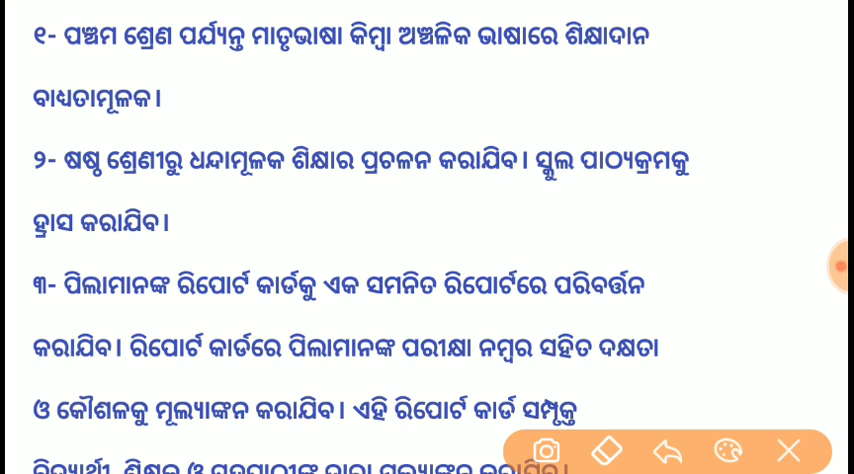 ୧- ପଞ୍ଚମ ଶ୍ରେଣ ପର୍ଯ୍ୟନ୍ତ ମାତୃଭାଷା କିମ୍ବା ଅଞ୍ଚଳିକ ଭାଷାରେ ଶିକ୍ଷାଦାନ
ବାଧ୍ୟତାମୂଳକ।
୨- ଷଷ୍ଠ ଶ୍ରେଣୀରୁ ଧନ୍ଦାମୂଳକ ଶିକ୍ଷାର ପ୍ରଚଳନ କରାଯିବ। ସ୍କୁଲ ପାଠ୍ୟକ୍ରମକୁ
ହ୍ରାସ କରାଯିବ।
୩- ପିଲାମାନଙ୍କ ରିପୋର୍ଟ କାର୍ଡକୁ ଏକ ସମନିତ ରିପୋର୍ଟରେ ପରିବର୍ତ୍ତନ
କରାଯିବ। ରିପୋର୍ଟ କାର୍ଡରେ ପିଲାମାନଙ୍କ ପରୀକ୍ଷା ନମ୍ବର ସହିତ ଦକ୍ଷତା
ଓ କୌଶଳକୁ ମୂଲ୍ୟାଙ୍କନ କରାଯିବ। ଏହି ରିପୋର୍ଟ କାର୍ଡ ସମ୍ପୃକ୍ତ
ବିଦ୍ୟାର୍ଥୀ, ଶିକ୍ଷକ ଓ